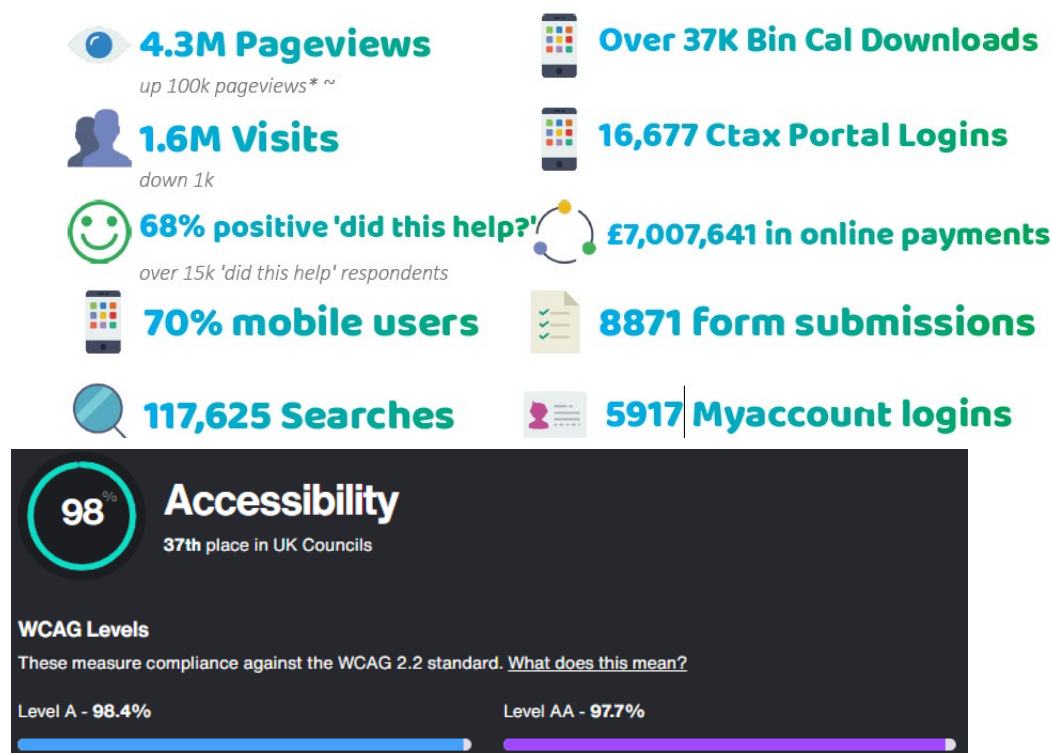 4.3M Pageviews
up 100k pageviews* ~
1.6M Visits
down 1k
68% positive 'did this help?'
over 15k 'did this help' respondents
70% mobile users
117,625 Searches
Over 37K Bin Cal Downloads
16,677 Ctax Portal Logins
£7,007,641 in online payments
8871 form submissions
5917 Myaccount logins
98%
Accessibility
37th place in UK Councils
WCAG Levels
These measure compliance against the WCAG 2.2 standard. What does this mean?
Level A - 98.4%
Level AA - 97.7%